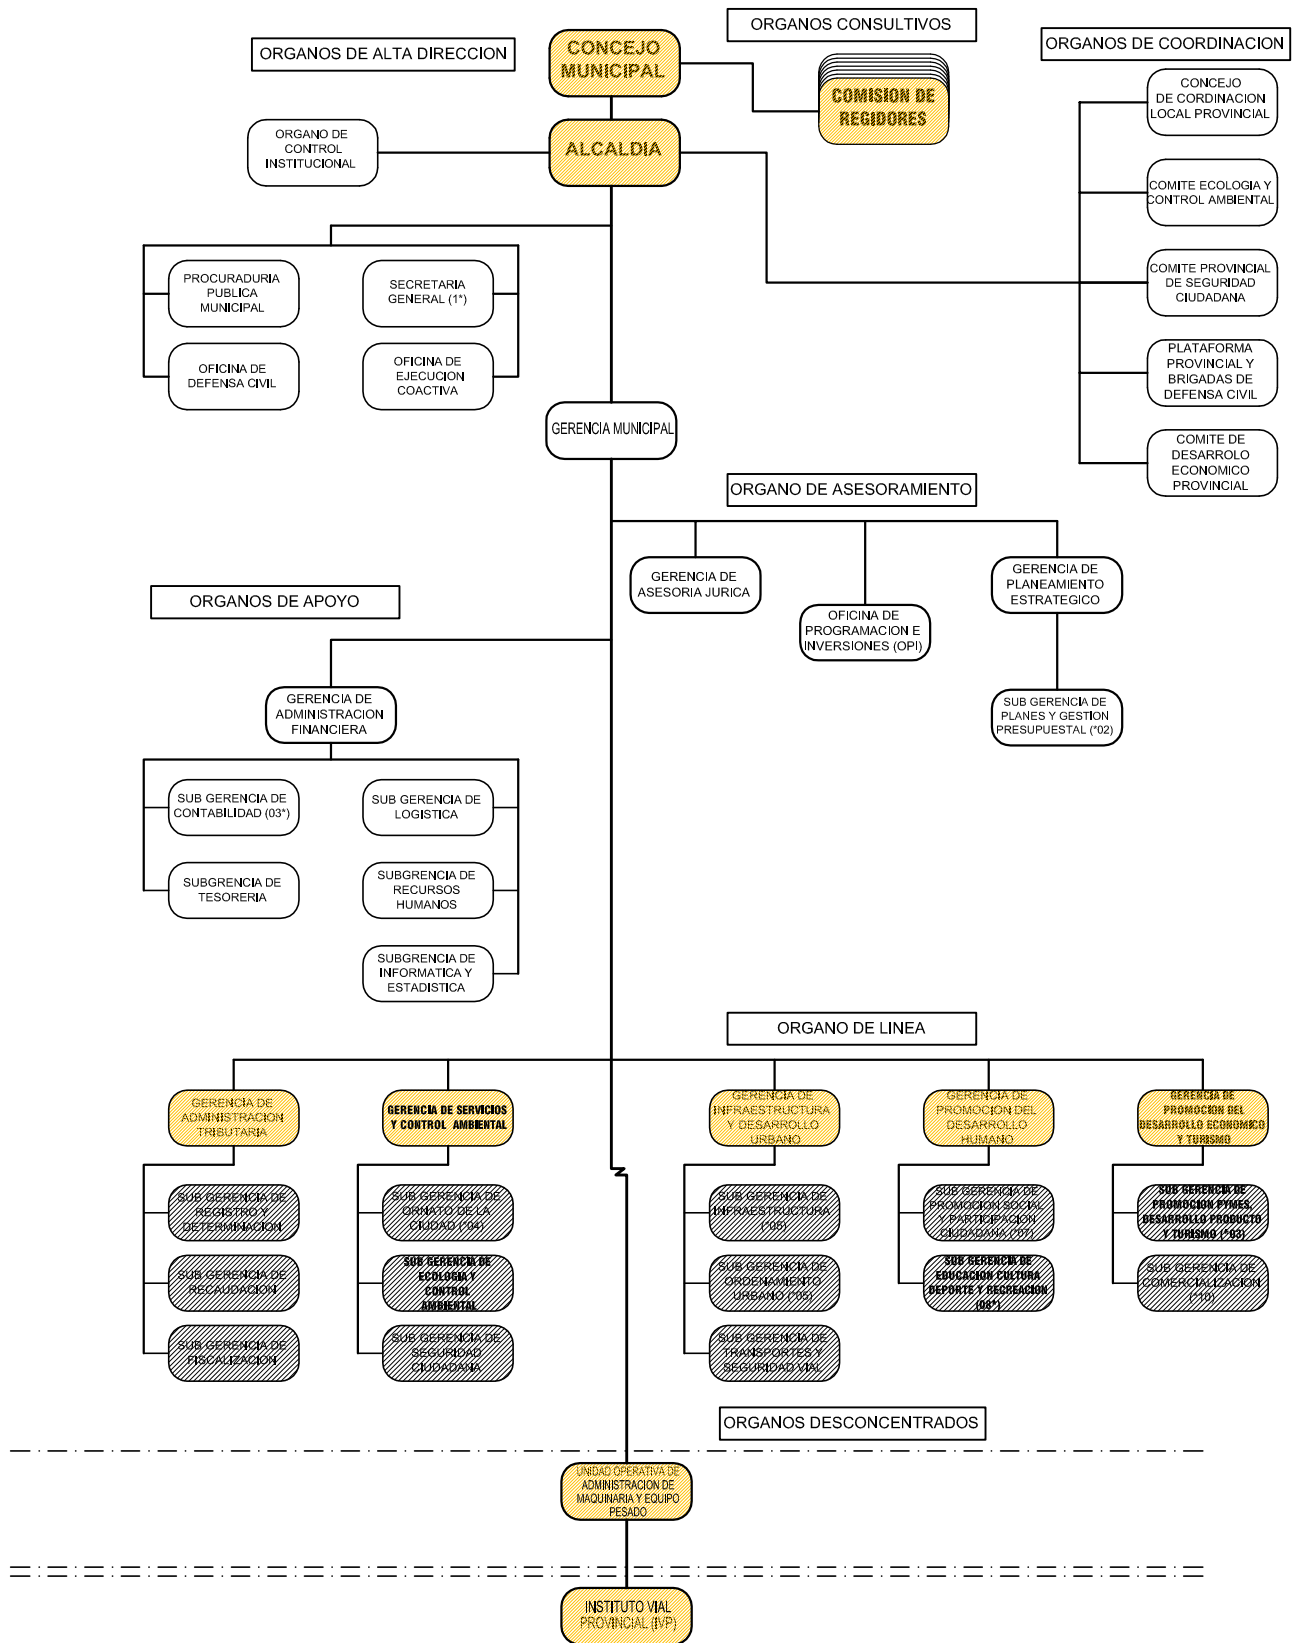 ORGANOS CONSULTIVOS
ORGANOS DE ALTA DIRECCION
CONCEJO
MUNICIPAL
ORGANOS DE COORDINACION
COMISION DE
REGIDORES
CONCEJO
DE CORDINACION
LOCAL PROVINCIAL
ORGANO DE
CONTROL
INSTITUCIONAL
ALCALDIA
COMITE ECOLOGIA Y
CONTROL AMBIENTAL
PROCURADURIA
PUBLICA
MUNICIPAL
SECRETARIA
GENERAL (1*)
COMITE PROVINCIAL
DE SEGURIDAD
CIUDADANA
OFICINA DE
DEFENSA CIVIL
OFICINA DE
EJECUCION
COACTIVA
PLATAFORMA
PROVINCIAL Y
BRIGADAS DE
DEFENSA CIVIL
GERENCIA MUNICIPAL
COMITE DE
DESARROLO
ECONOMICO
PROVINCIAL
ORGANO DE ASESORAMIENTO
GERENCIA DE
ASESORIA JURICA
OFICINA DE
PROGRAMACION E
INVERSIONES (OPI)
GERENCIA DE
PLANEAMIENTO
ESTRATEGICO
ORGANOS DE APOYO
GERENCIA DE
ADMINISTRACION
FINANCIERA
SUB GERENCIA DE
PLANES Y GESTION
PRESUPUESTAL (*02)
SUB GERENCIA DE
CONTABILIDAD (03*)
SUB GERENCIA DE
LOGISTICA
SUBGRENCIA DE
TESORERIA
SUBGRENCIA DE
RECURSOS
HUMANOS
SUBGRENCIA DE
INFORMATICA Y
ESTADISTICA
ORGANO DE LINEA
GERENCIA DE
ADMINISTRACION
TRIBUTARIA
GERENCIA DE SERVICIOS
Y CONTROL AMBIENTAL
GERENCIA DE
INFRAESTRUCTURA
Y DESARROLLO
URBANO
GERENCIA DE
PROMOCION DEL
DESARROLLO
HUMANO
GERENCIA DE
PROMOCION DEL
DESARROLLO ECONOMICO
Y TURISMO
SUB GERENCIA DE
REGISTRO Y
DETERMINACION
SUB GERENCIA DE
ORNATO DE LA
CIUDAD (*04)
SUB GERENCIA DE
INFRAESTRUCTURA
(*05)
SUB GERENCIA DE
PROMOCION SOCIAL
Y PARTICIPACION
CIUDADANA (*07)
SUB GERENCIA DE
PROMOCION PYMES,
DESARROLLO PRODUCTO
Y TURISMO (*03)
SUB GERENCIA DE
RECAUDACION
SUB GERENCIA DE
ECOLOGIA Y
CONTROL
AMBIENTAL
SUB GERENCIA DE
ORDENAMIENTO
URBANO (*05)
SUB GERENCIA DE
EDUCACION CULTURA
DEPORTE Y RECREACION
(08*)
SUB GERENCIA DE
COMERCIALIZACION
(*10)
SUB GERENCIA DE
FISCALIZACION
SUB GERENCIA DE
SEGURIDAD
CIUDADANA
SUB GERENCIA DE
TRANSPORTES Y
SEGURIDAD VIAL
ORGANOS DESCONCENTRADOS
UNIDAD OPERATIVA DE
ADMINISTRACION DE
MAQUINARIA Y EQUIPO
PESADO
INSTITUTO VIAL
PROVINCIAL (IVP)